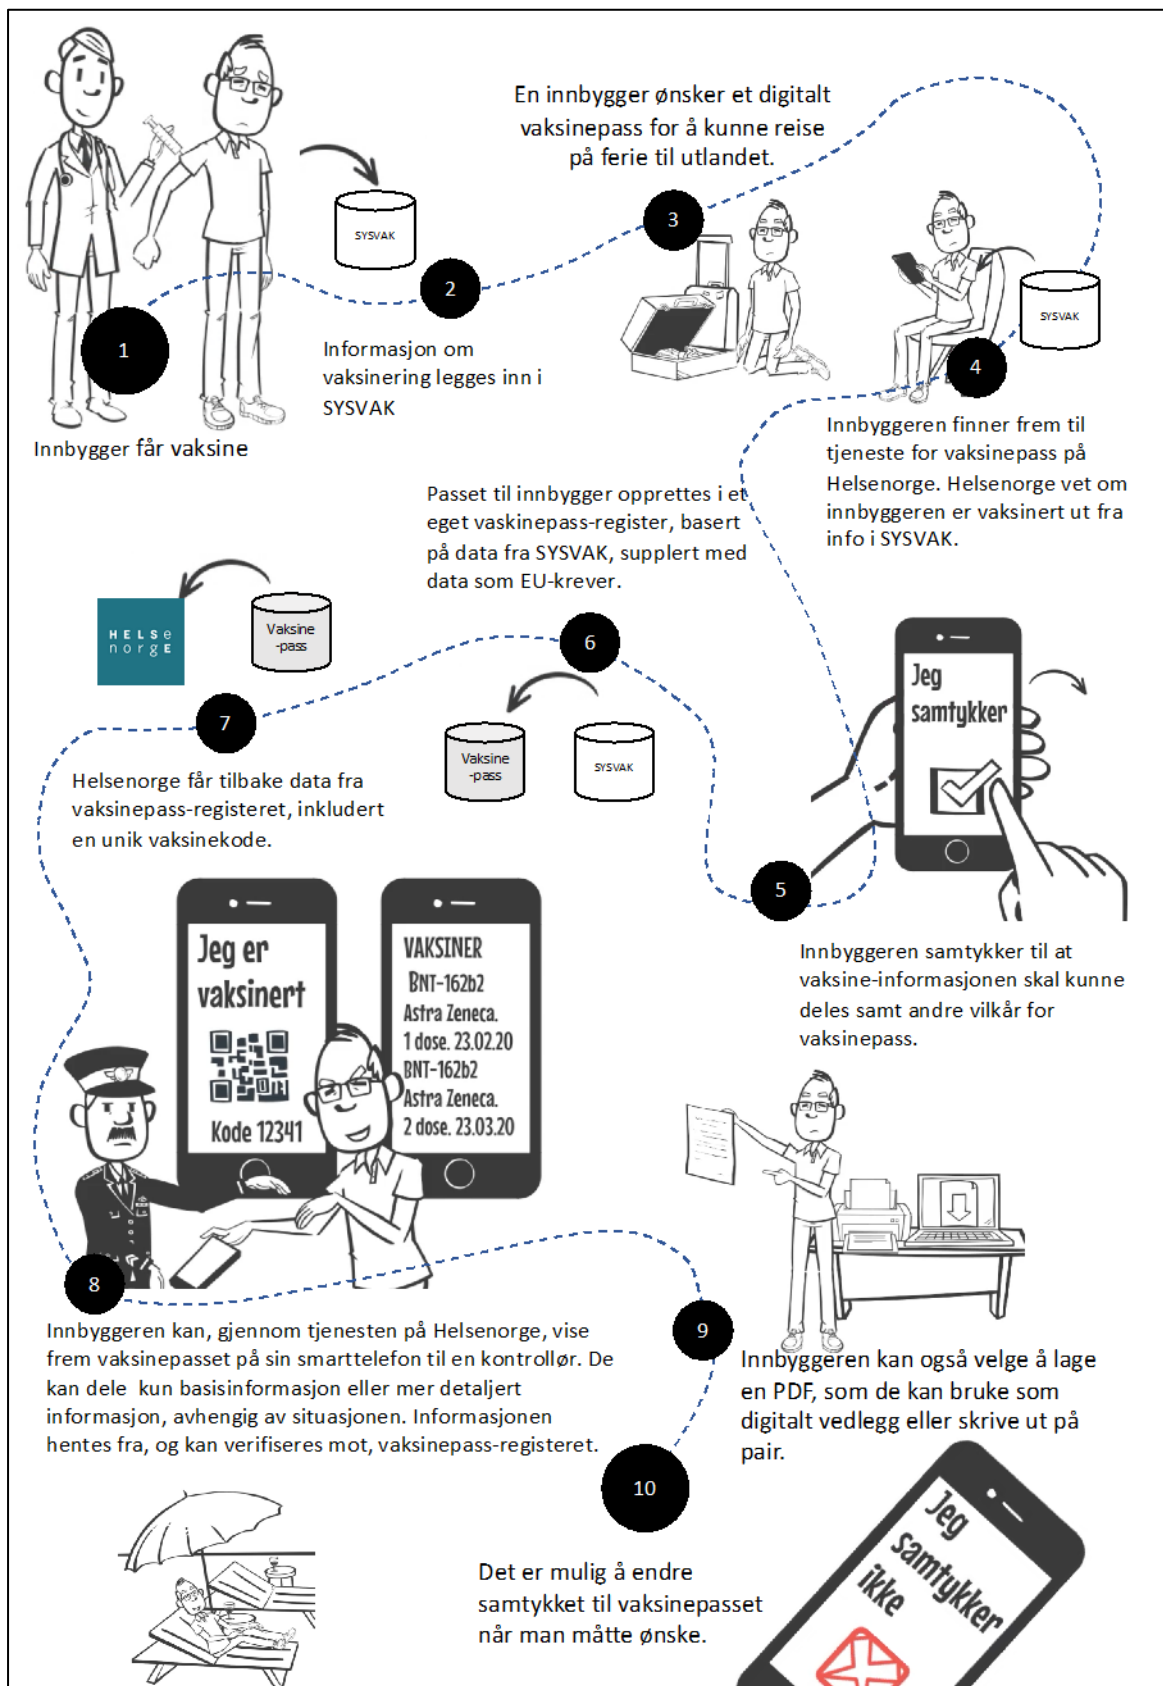 En innbygger ønsker et digitalt
vaksinepass for å kunne reise
på ferie til utlandet.
SYSVAK
3
2
SYSVAK
1
4
Informasjon om
vaksinering legges inn i
SYSVAK
Innbygger får vaksine
Innbyggeren finner frem til
tjeneste for vaksinepass på
Helsenorge. Helsenorge vet om
innbyggeren er vaksinert ut fra
info i SYSVAK.
Passet til innbygger opprettes i et
eget vaskinepass-register, basert
på data fra SYSVAK, supplert med
data som EU-krever.
HELSe
norgE
Vaksine
-pass
6
Jeg
samtykker
7
Vaksine
-pass
SYSVAK
Helsenorge får tilbake data fra
vaksinepass-registeret, inkludert
en unik vaksinekode.
5
Innbyggeren samtykker til at
vaksine-informasjonen skal kunne
deles samt andre vilkår for
vaksinepass.
Jeg er
vaksinert
Kode 12341
VAKSINER
BNT-162b2
Astra Zeneca.
1 dose. 23.02.20
BNT-162b2
Astra Zeneca.
2 dose. 23.03.20
8
Innbyggeren kan, gjennom tjenesten på Helsenorge, vise
frem vaksinepasset på sin smarttelefon til en kontrollør. De
kan dele  kun basisinformasjon eller mer detaljert
informasjon, avhengig av situasjonen. Informasjonen
hentes fra, og kan verifiseres mot, vaksinepass-registeret.
9
Innbyggeren kan også velge å lage
en PDF, som de kan bruke som
digitalt vedlegg eller skrive ut på
pair.
10
Det er mulig å endre
samtykket til vaksinepasset
når man måtte ønske.
Jeg
samtykker
ikke